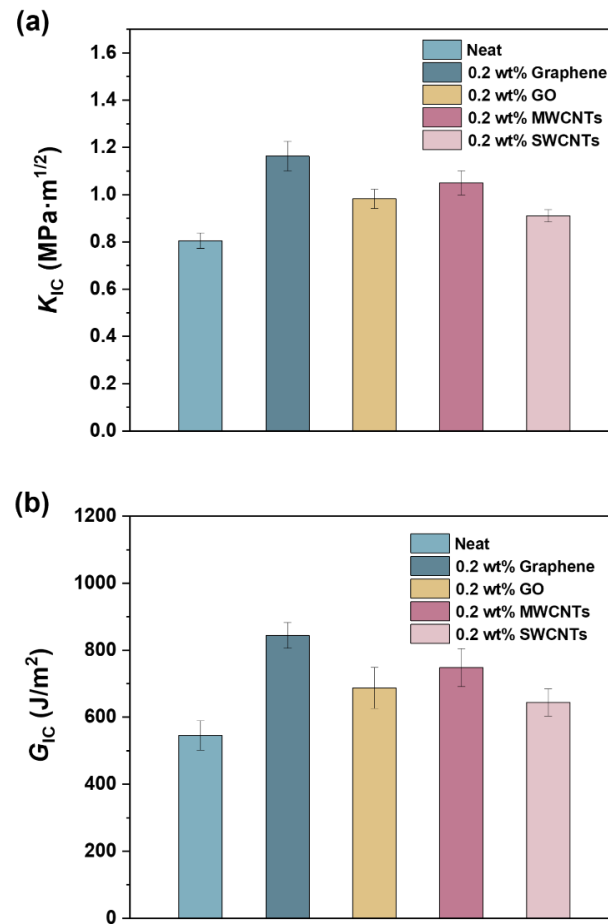 (a)
1.6
1.4
1.2
1.0
0.8
0.6
0.4
0.2
0.0
K_IC (MPa·m^1/2)
Neat
0.2 wt% Graphene
0.2 wt% GO
0.2 wt% MWCNTs
0.2 wt% SWCNTs
(b)
1200
1000
800
600
400
200
0
G_IC (J/m²)
Neat
0.2 wt% Graphene
0.2 wt% GO
0.2 wt% MWCNTs
0.2 wt% SWCNTs